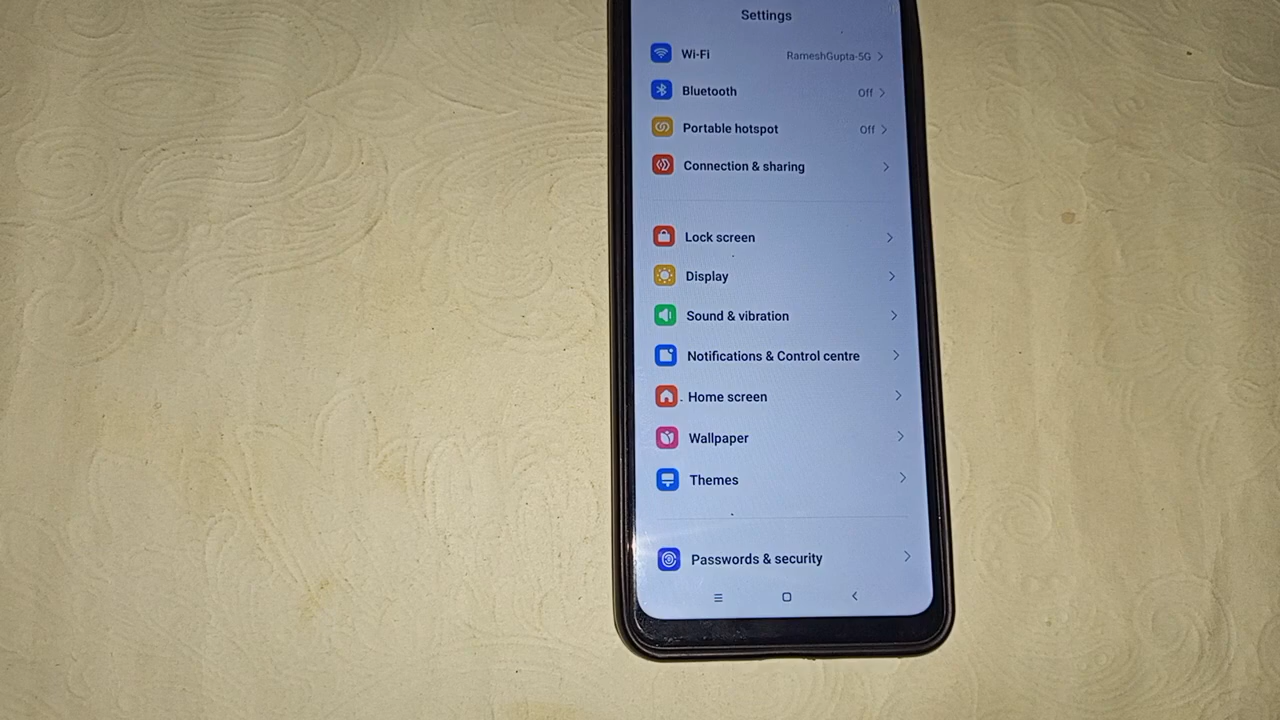 Settings
Wi-Fi RameshGupta-5G
Bluetooth Off
Portable hotspot Off
Connection & sharing
Lock screen
Display
Sound & vibration
Notifications & Control centre
Home screen
Wallpaper
Themes
Passwords & security